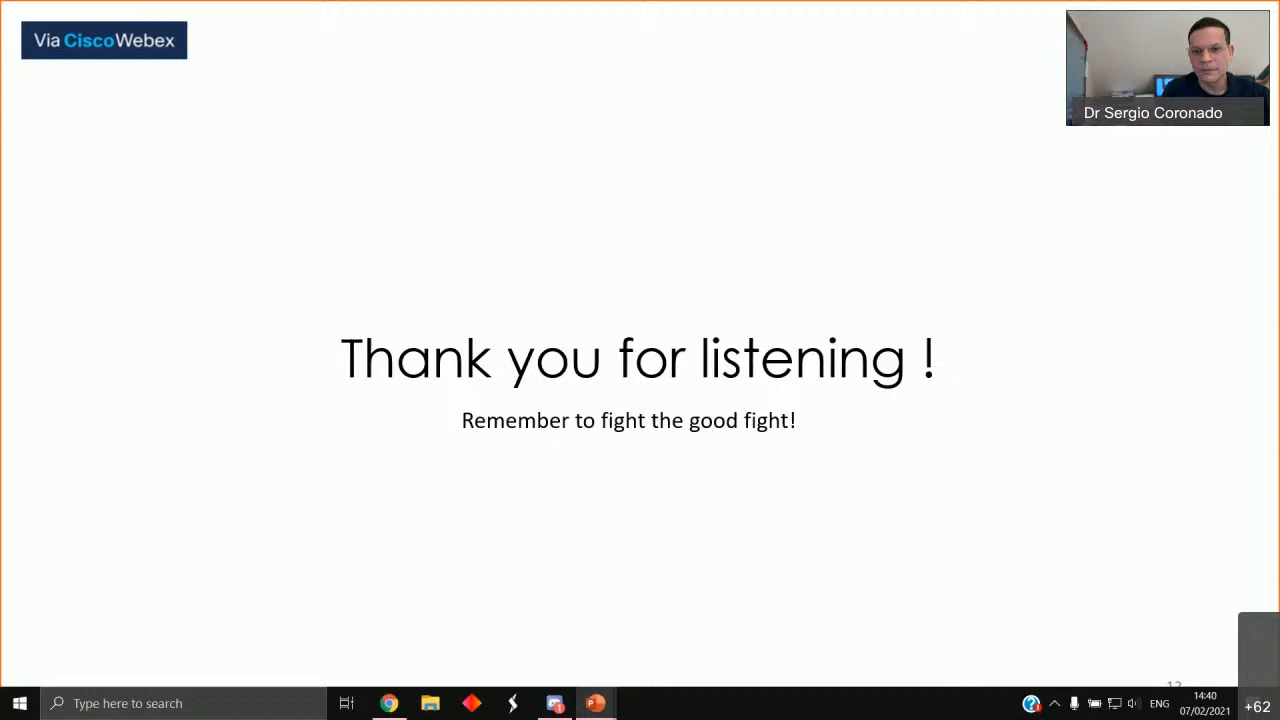 Via CiscoWebex
Dr Sergio Coronado
Thank you for listening !
Remember to fight the good fight!
Type here to search
ENG
14:40
07/02/2021
+62